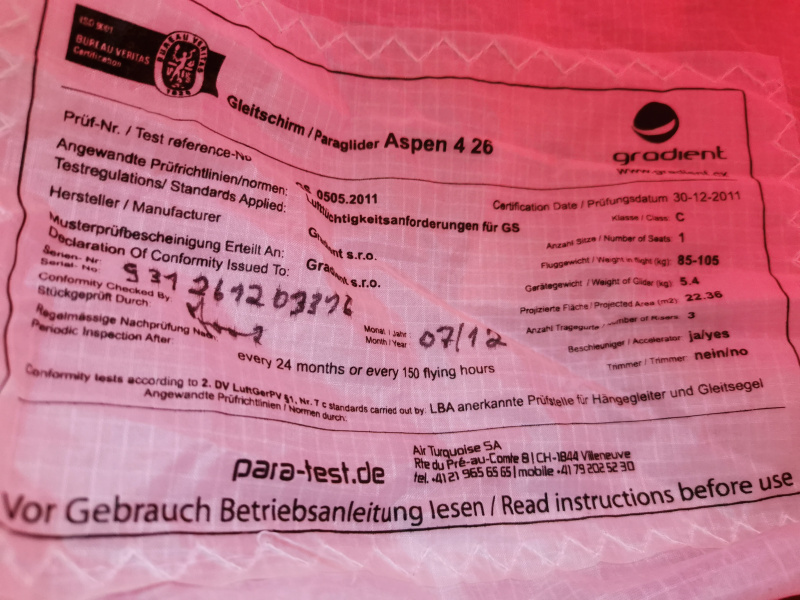 ISO 9001
BUREAU VERITAS
Certification
BUREAU VERITAS
1828
Gleitschirm / Paraglider Aspen 4 26
gradient
www.gradient.cx
Prüf-Nr. / Test reference-No
0505.2011
Certification Date / Prüfungsdatum 30-12-2011
Angewandte Prüfrichtlinien/normen:
Testregulations/ Standards Applied:
Lufttüchtigkeitsanforderungen für GS
Klasse / Class: C
Hersteller / Manufacturer
Gradient s.r.o.
Anzahl Sitze / Number of Seats: 1
Musterprüfbescheinigung Erteilt An:
Declaration Of Conformity Issued To:
Gradient s.r.o.
Fluggewicht / Weight in flight (kg): 85-105
Serien- Nr:
Serial- No:
Gerätegewicht / Weight of Glider (kg): 5.4
Conformity Checked By:
Stückgeprüft Durch:
Projizierte Fläche / Projected Area (m2): 22.36
Monat / Jahr
Month / Year
07/12
Anzahl Tragegurte / Number of Risers: 3
Regelmässige Nachprüfung Nach:
Periodic Inspection After:
Beschleuniger / Accelerator ja/yes
every 24 months or every 150 flying hours
Trimmer / Trimmer: nein/no
Conformity tests according to 2. DV LuftGerPV §1, Nr. 7 c standards carried out by: LBA anerkannte Prüfstelle für Hängegleiter und Gleitsegel
Angewandte Prüfrichtlinien / Normen durch:
para-test.de
Air Turquoise SA
Rte du Pré-au-Comte 8 | CH-1844 Villeneuve
tel. +41 21 965 65 65 | mobile +41 79 202 52 30
Vor Gebrauch Betriebsanleitung lesen / Read instructions before use